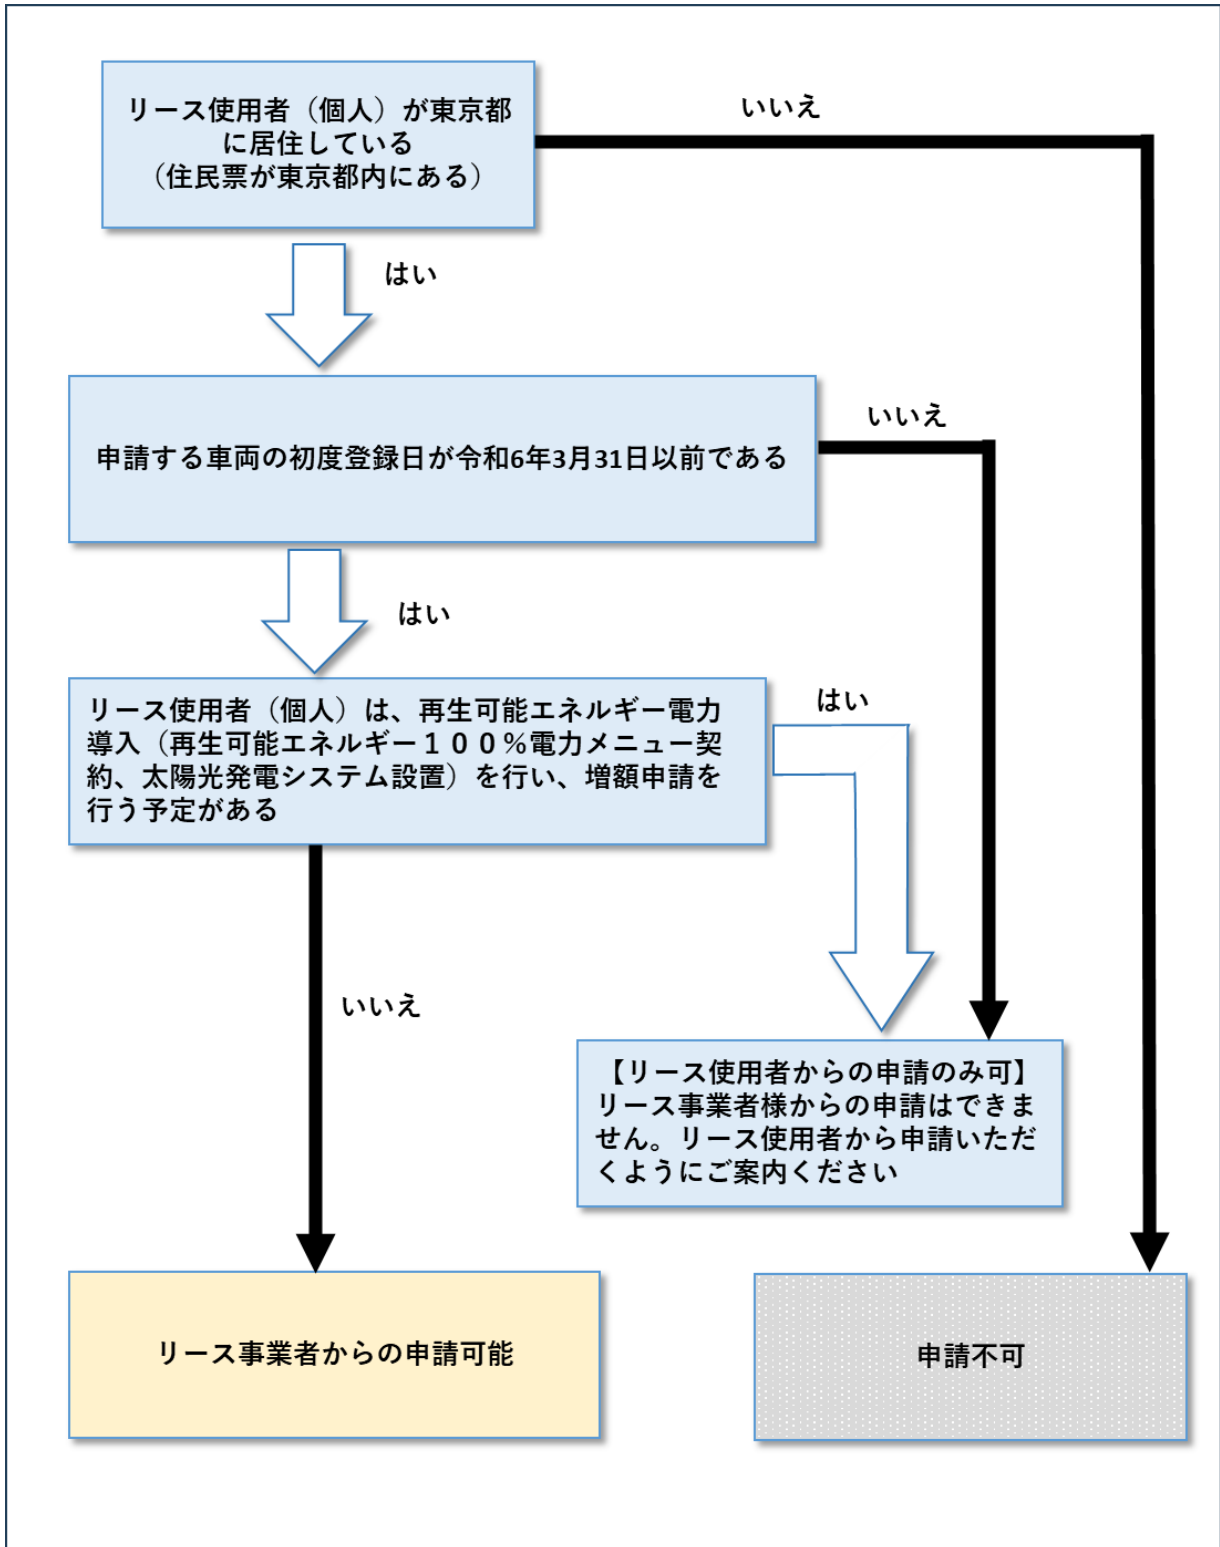 リース使用者（個人）が東京都
に居住している
（住民票が東京都内にある）
いいえ
はい
申請する車両の初度登録日が令和6年3月31日以前である
いいえ
はい
リース使用者（個人）は、再生可能エネルギー電力
導入（再生可能エネルギー１００％電力メニュー契
約、太陽光発電システム設置）を行い、増額申請を
行う予定がある
はい
いいえ
【リース使用者からの申請のみ可】
リース事業者様からの申請はできま
せん。リース使用者から申請いただ
くようにご案内ください
リース事業者からの申請可能
申請不可